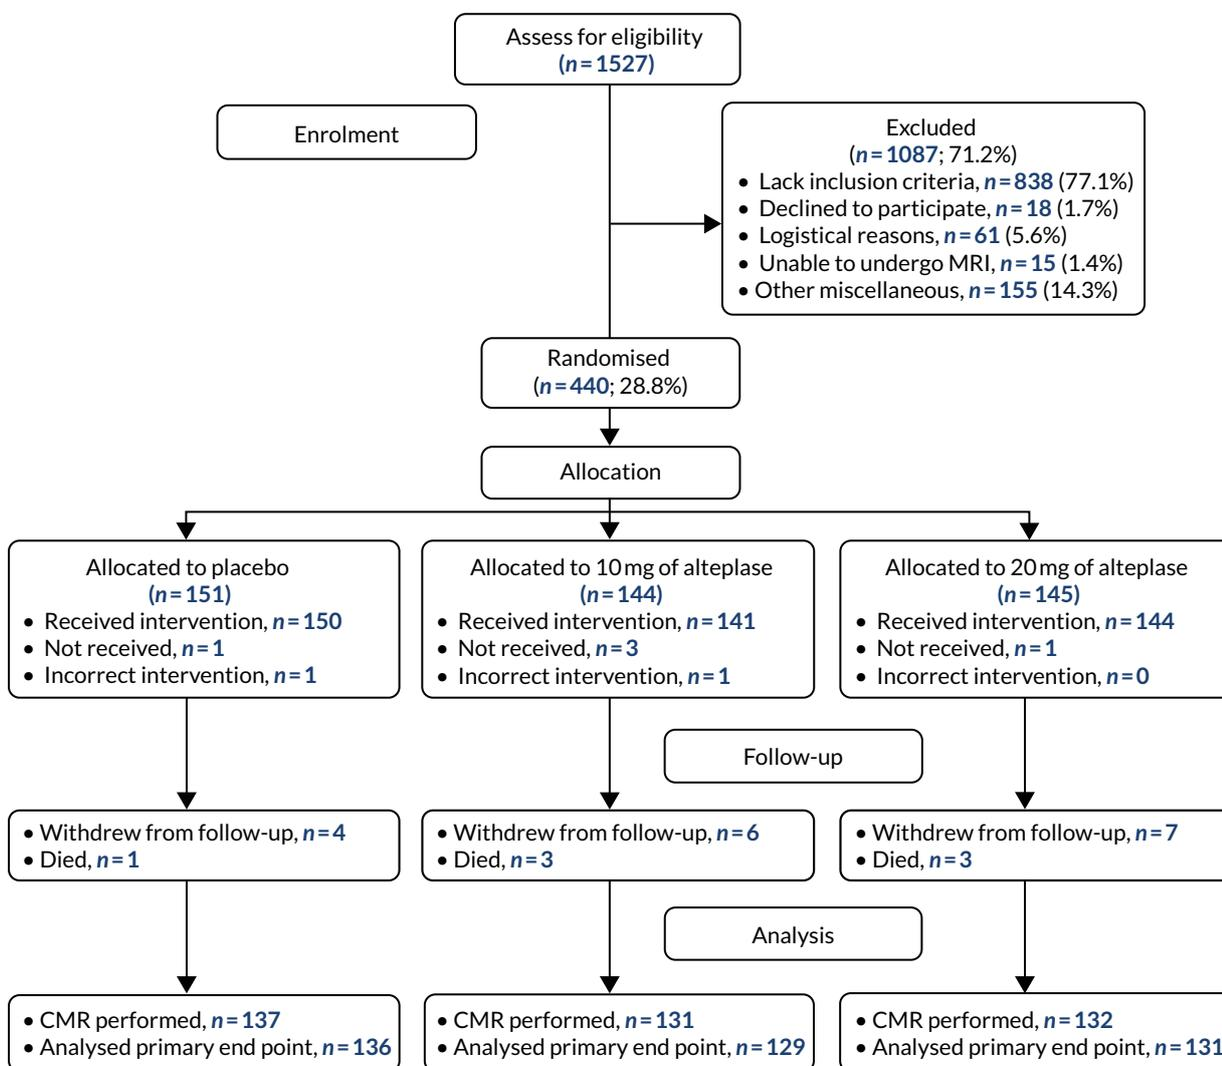 Assess for eligibility
(n=1527)
Enrolment
Excluded
(n=1087; 71.2%)
• Lack inclusion criteria, n=838 (77.1%)
• Declined to participate, n=18 (1.7%)
• Logistical reasons, n=61 (5.6%)
• Unable to undergo MRI, n=15 (1.4%)
• Other miscellaneous, n=155 (14.3%)
Randomised
(n=440; 28.8%)
Allocation
Allocated to placebo
(n=151)
• Received intervention, n=150
• Not received, n=1
• Incorrect intervention, n=1
Allocated to 10 mg of alteplase
(n=144)
• Received intervention, n=141
• Not received, n=3
• Incorrect intervention, n=1
Allocated to 20 mg of alteplase
(n=145)
• Received intervention, n=144
• Not received, n=1
• Incorrect intervention, n=0
Follow-up
• Withdrew from follow-up, n=4
• Died, n=1
• Withdrew from follow-up, n=6
• Died, n=3
• Withdrew from follow-up, n=7
• Died, n=3
Analysis
• CMR performed, n=137
• Analysed primary end point, n=136
• CMR performed, n=131
• Analysed primary end point, n=129
• CMR performed, n=132
• Analysed primary end point, n=131